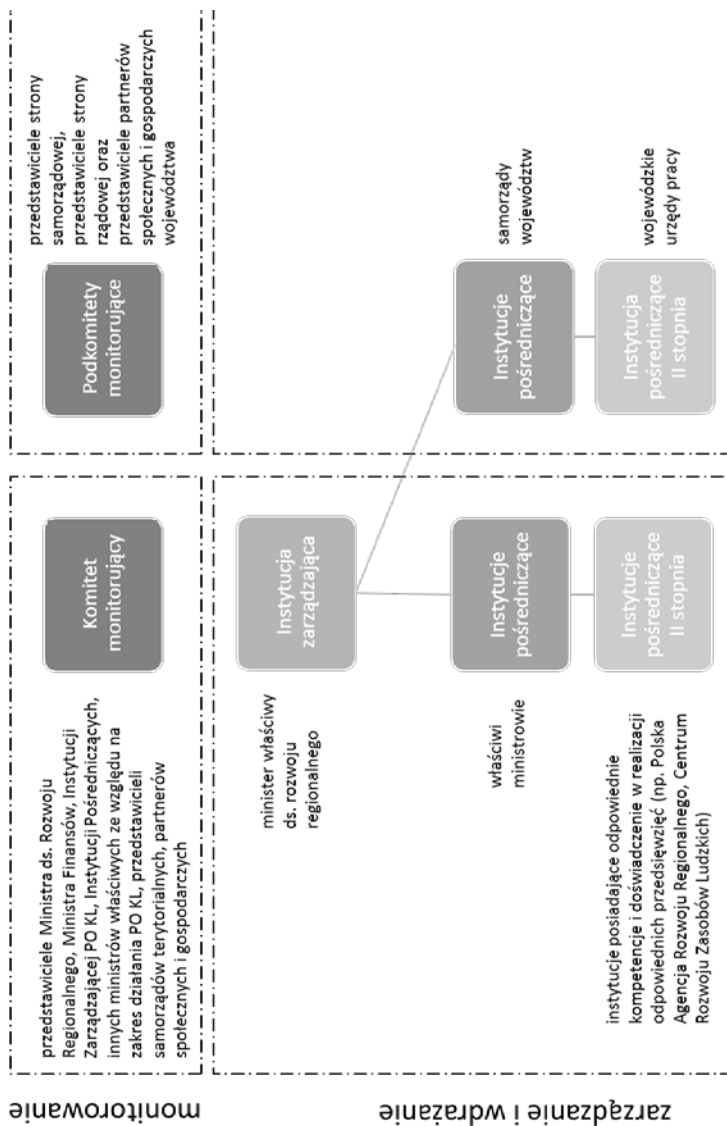 monitorowanie
przedstawiciele Ministra ds. Rozwoju
Regionalnego, Ministra Finansów, Instytucji
Zarządzającej PO KL, Instytucji Pośredniczących,
innych ministrów właściwych ze względu na
zakres działania PO KL, przedstawicieli
samorządów terytorialnych, partnerów
społecznych i gospodarczych
Komitet
monitorujący
Podkomitety
monitorujące
przedstawiciele strony
samorządowej,
przedstawiciele strony
rządowej oraz
przedstawiciele partnerów
społecznych i gospodarczych
województwa
zarządzanie i wdrażanie
minister właściwy
ds. rozwoju
regionalnego
Instytucja
zarządzająca
właściwi
ministrowie
Instytucje
pośredniczące
Instytucje
pośredniczące
samorządy
województw
instytucje posiadające odpowiednie
kompetencje i doświadczenie w realizacji
odpowiednich przedsięwzięć (np. Polska
Agencja Rozwoju Regionalnego, Centrum
Rozwoju Zasobów Ludzkich)
Instytucje
pośredniczące
II stopnia
Instytucja
pośredniczące
II stopnia
wojewódzkie
urzędy pracy